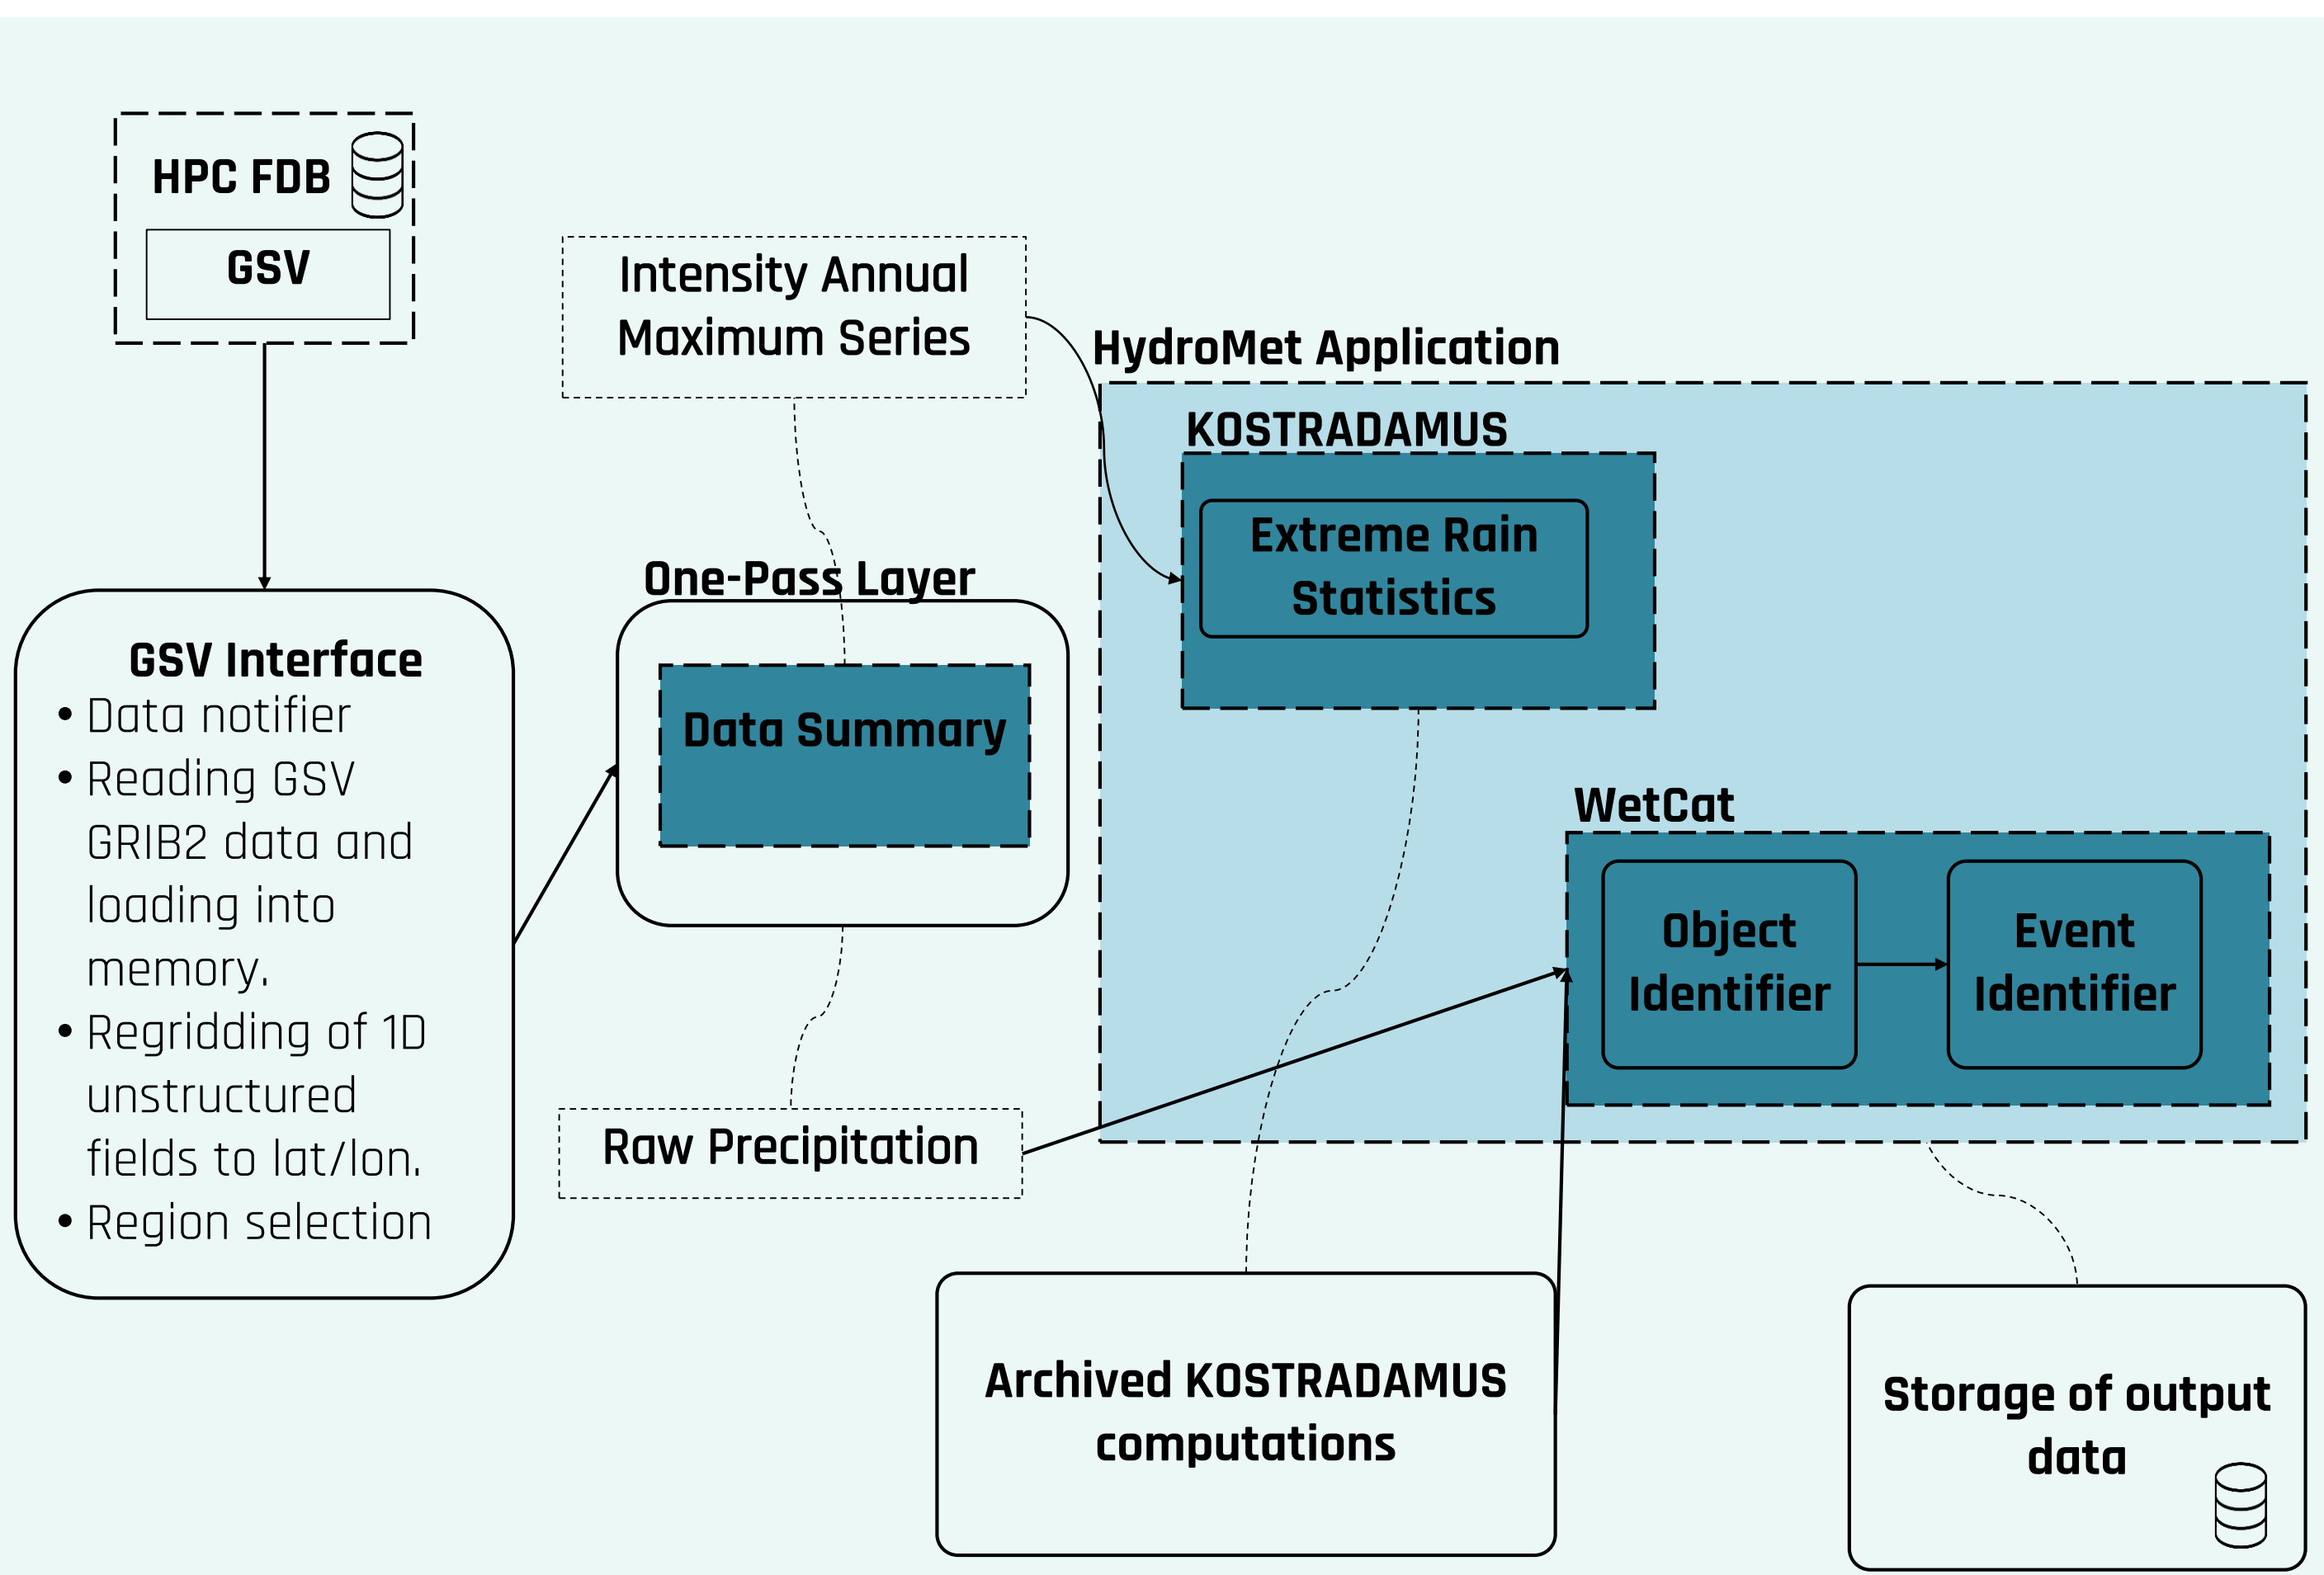 HPC FDB
GSV
GSV Interface
• Data notifier
• Reading GSV
GRIB2 data and
loading into
memory.
• Regridding of 1D
unstructured
fields to lat/lon.
• Region selection
Intensity Annual
Maximum Series
One-Pass Layer
Data Summary
Raw Precipitation
HydroMet Application
KOSTRADAMUS
Extreme Rain
Statistics
WetCat
Object
Identifier
Event
Identifier
Archived KOSTRADAMUS
computations
Storage of output
data